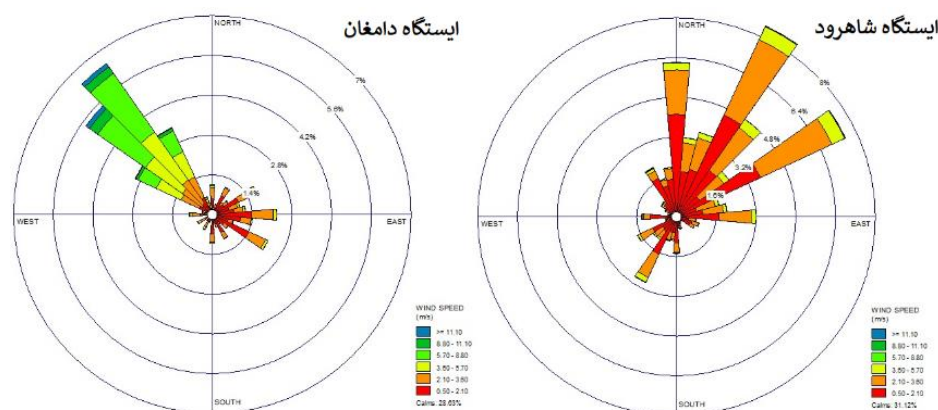 ایستگاه دامغان
NORTH
7%
5.6%
4.2%
2.8%
1.4%
WEST
EAST
SOUTH
WIND SPEED
(m/s)
>= 11.10
8.80 - 11.10
5.70 - 8.80
3.60 - 5.70
2.10 - 3.60
0.50 - 2.10
Calms: 28.63%
ایستگاه شاهرود
NORTH
8%
6.4%
4.8%
3.2%
1.6%
WEST
EAST
SOUTH
WIND SPEED
(m/s)
>= 11.10
8.80 - 11.10
5.70 - 8.80
3.60 - 5.70
2.10 - 3.60
0.50 - 2.10
Calms: 31.12%